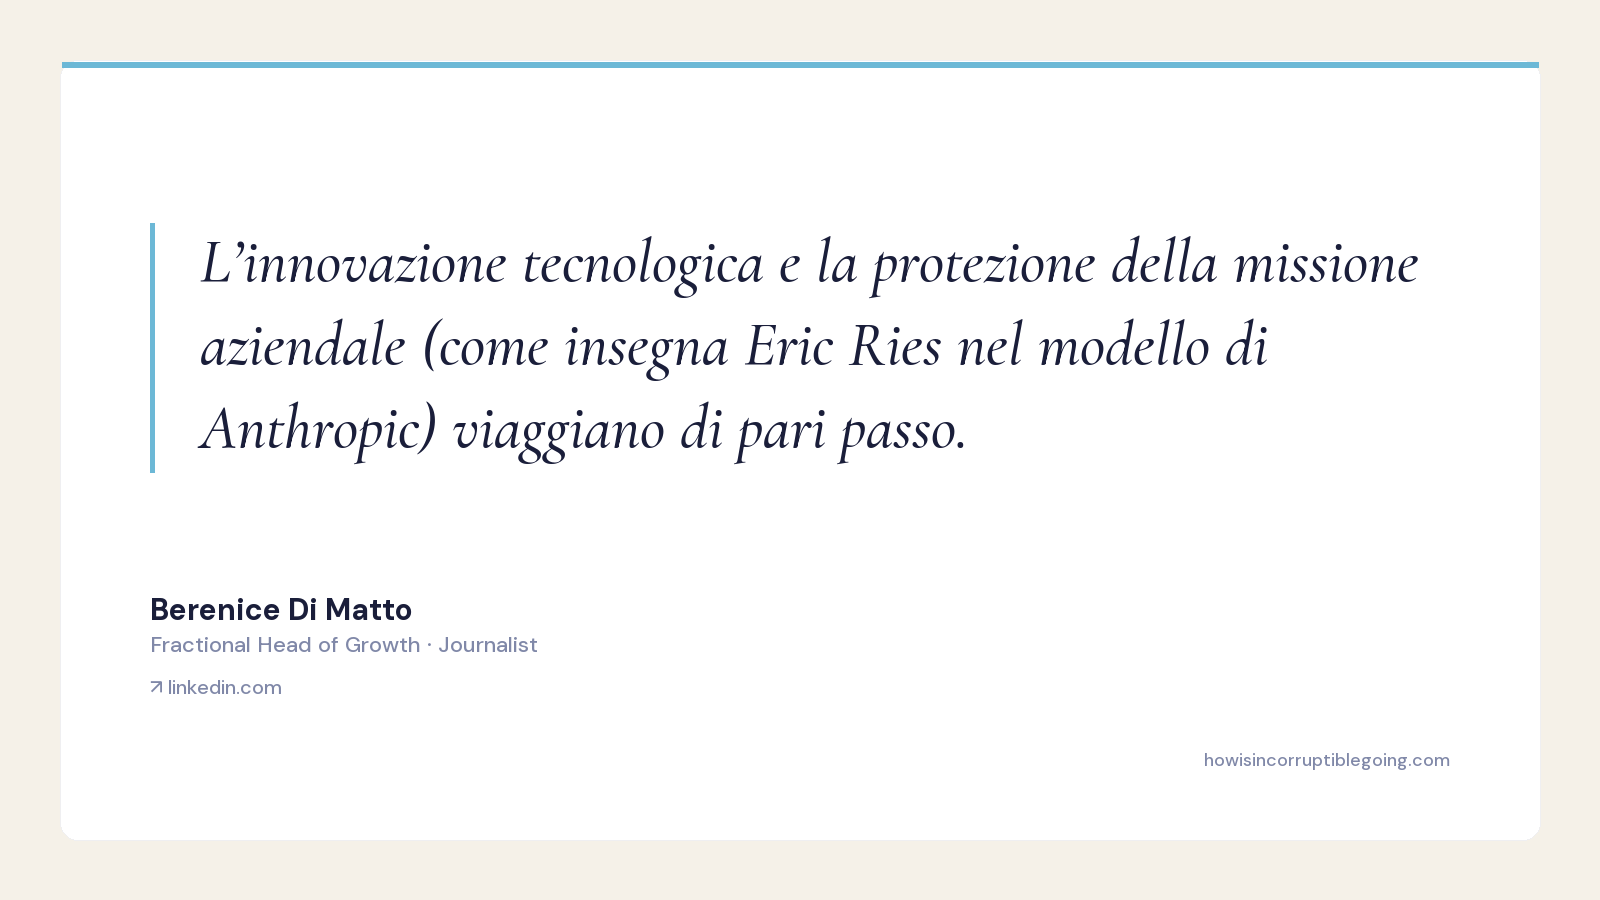 L’innovazione tecnologica e la protezione della missione
aziendale (come insegna Eric Ries nel modello di
Anthropic) viaggiano di pari passo.
Berenice Di Matto
Fractional Head of Growth · Journalist
linkedin.com
howisincorruptiblegoing.com